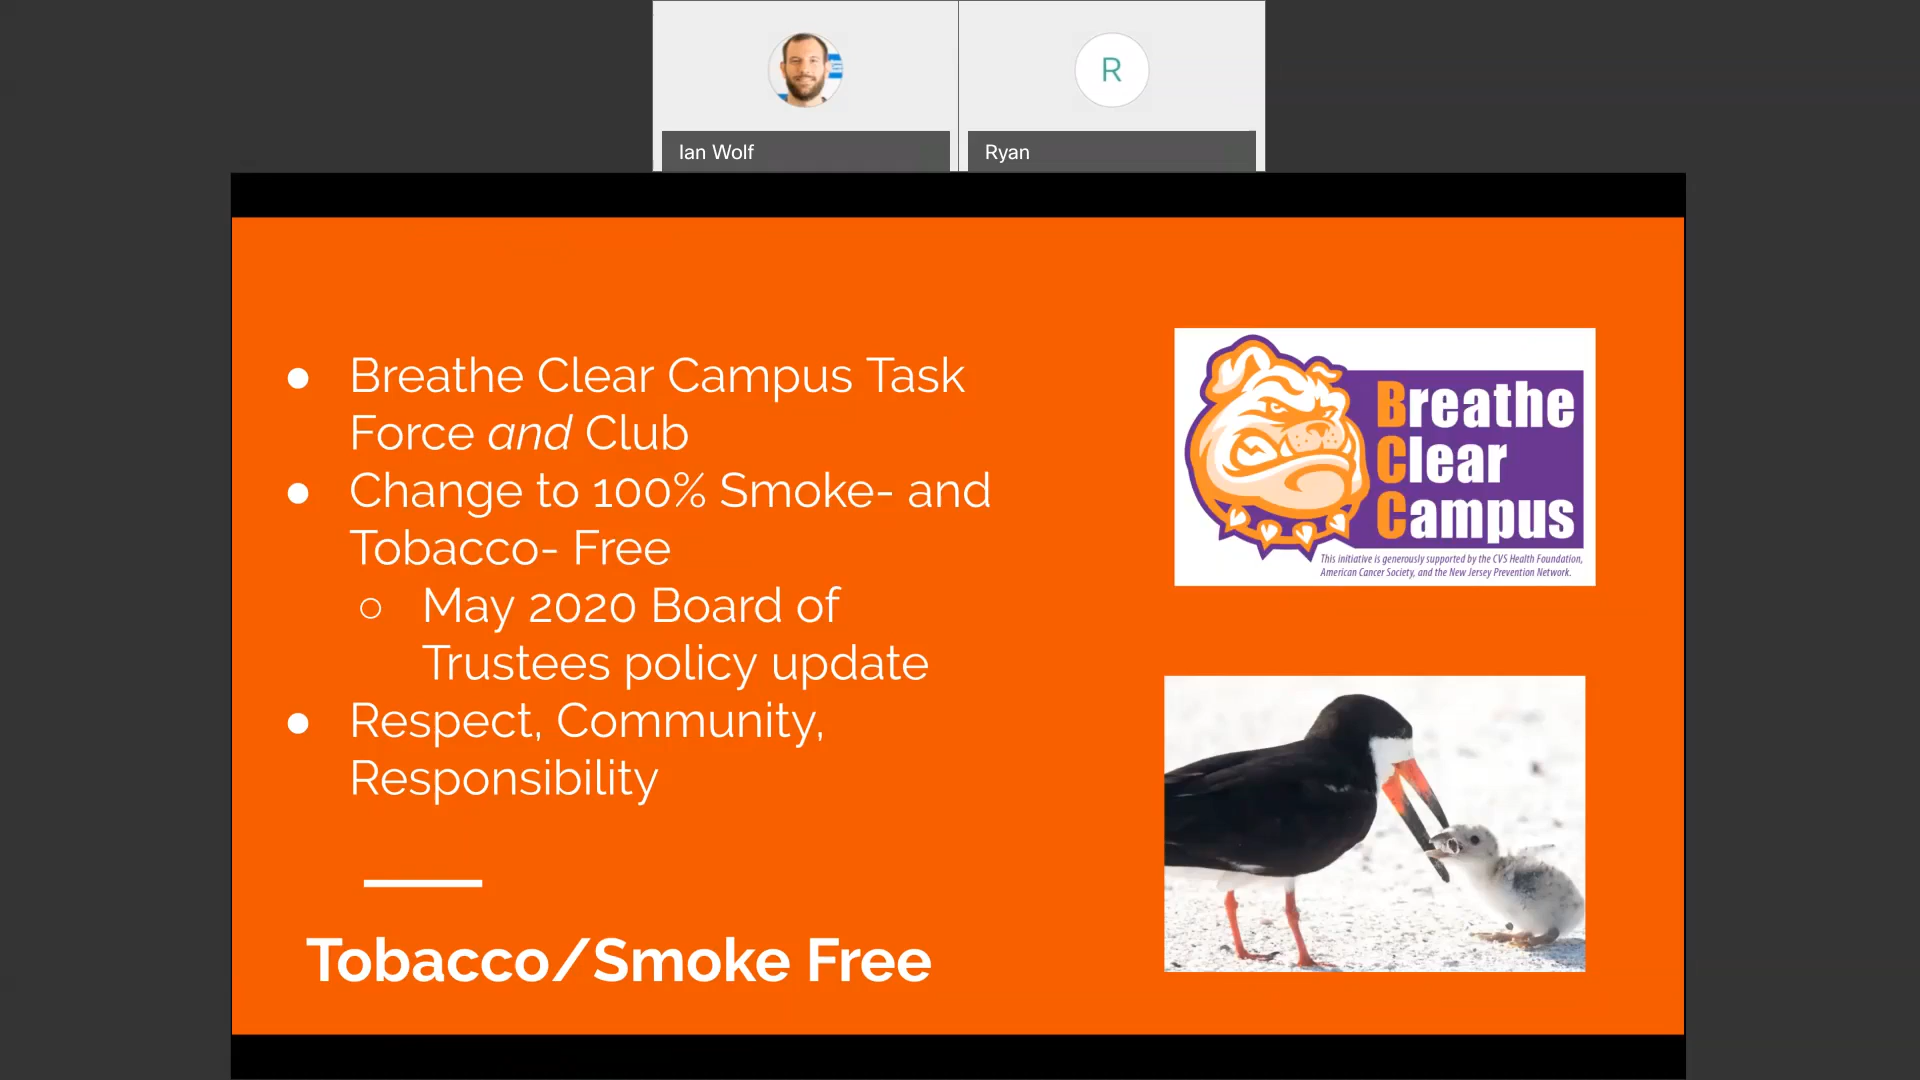 R
Ian Wolf
Ryan
● Breathe Clear Campus Task
Force and Club
● Change to 100% Smoke- and
Tobacco- Free
○ May 2020 Board of
Trustees policy update
● Respect, Community,
Responsibility
Tobacco/Smoke Free
Breathe
Clear
Campus
This initiative is generously supported by the CVS Health Foundation,
American Cancer Society, and the New Jersey Prevention Network.